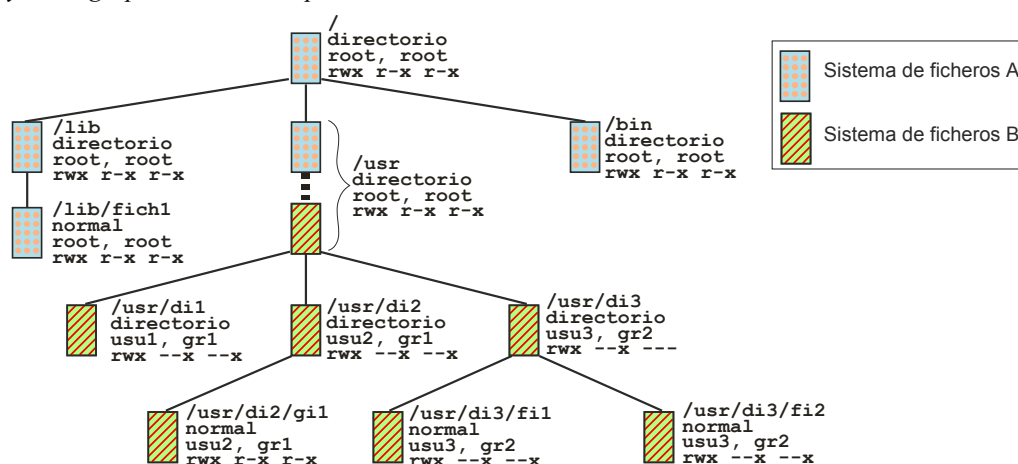 /
directorio
root, root
rwx r-x r-x
Sistema de ficheros A
Sistema de ficheros B
/lib
directorio
root, root
rwx r-x r-x
/usr
directorio
root, root
rwx r-x r-x
/bin
directorio
root, root
rwx r-x r-x
/lib/fich1
normal
root, root
rwx r-x r-x
/usr/di1
directorio
usu1, gr1
rwx --x --x
/usr/di2
directorio
usu2, gr1
rwx --x --x
/usr/di3
directorio
usu3, gr2
rwx --x ---
/usr/di2/gi1
normal
usu2, gr1
rwx r-x r-x
/usr/di3/fi1
normal
usu3, gr2
rwx --x --x
/usr/di3/fi2
normal
usu3, gr2
rwx --x --x